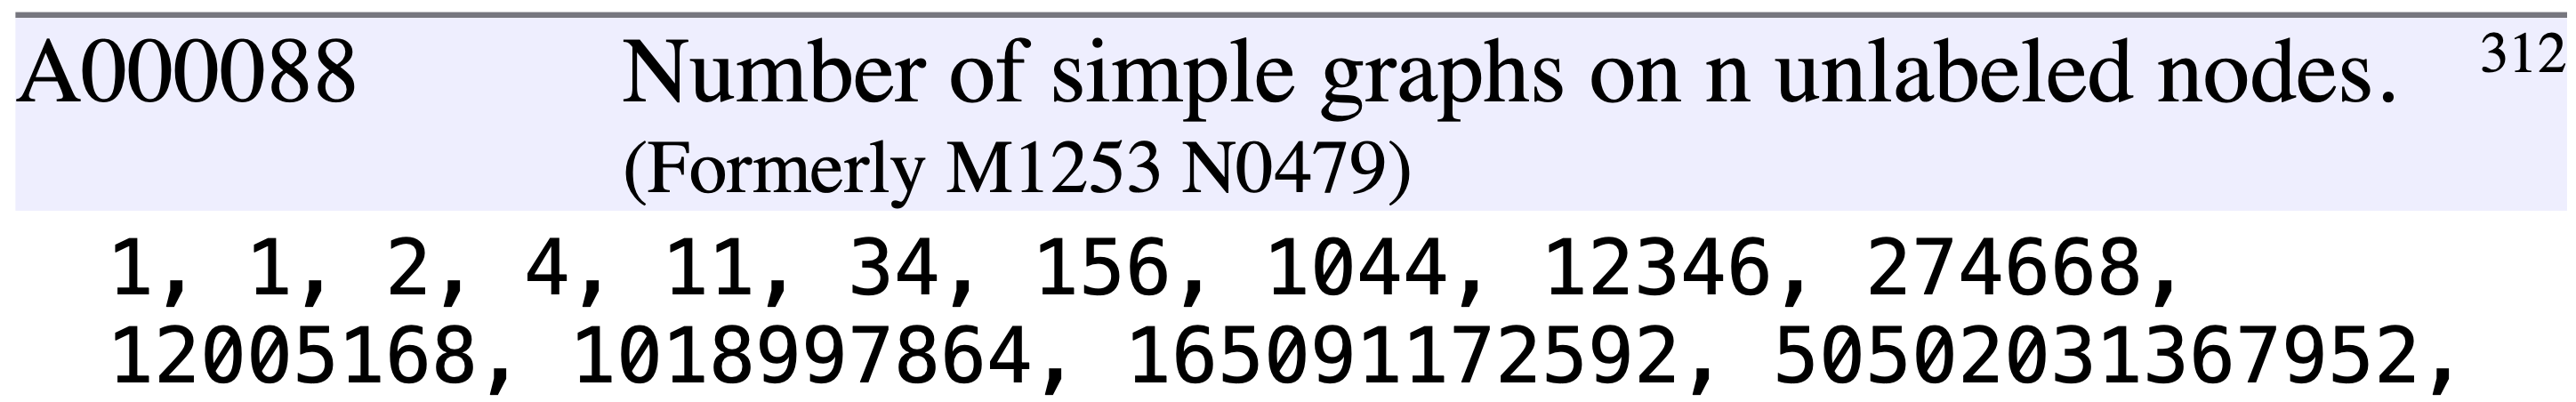 A000088 Number of simple graphs on n unlabeled nodes. 312
(Formerly M1253 N0479)
1, 1, 2, 4, 11, 34, 156, 1044, 12346, 274668,
12005168, 1018997864, 165091172592, 50502031367952,